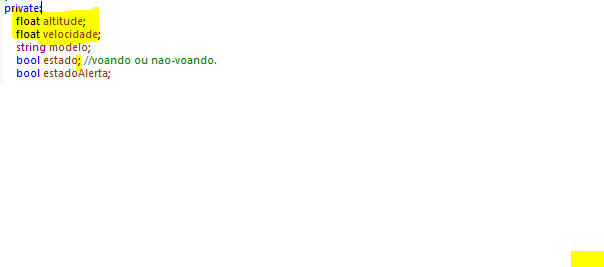 private:
float altitude;
float velocidade;
string modelo;
bool estado; //voando ou nao-voando.
bool estadoAlerta;